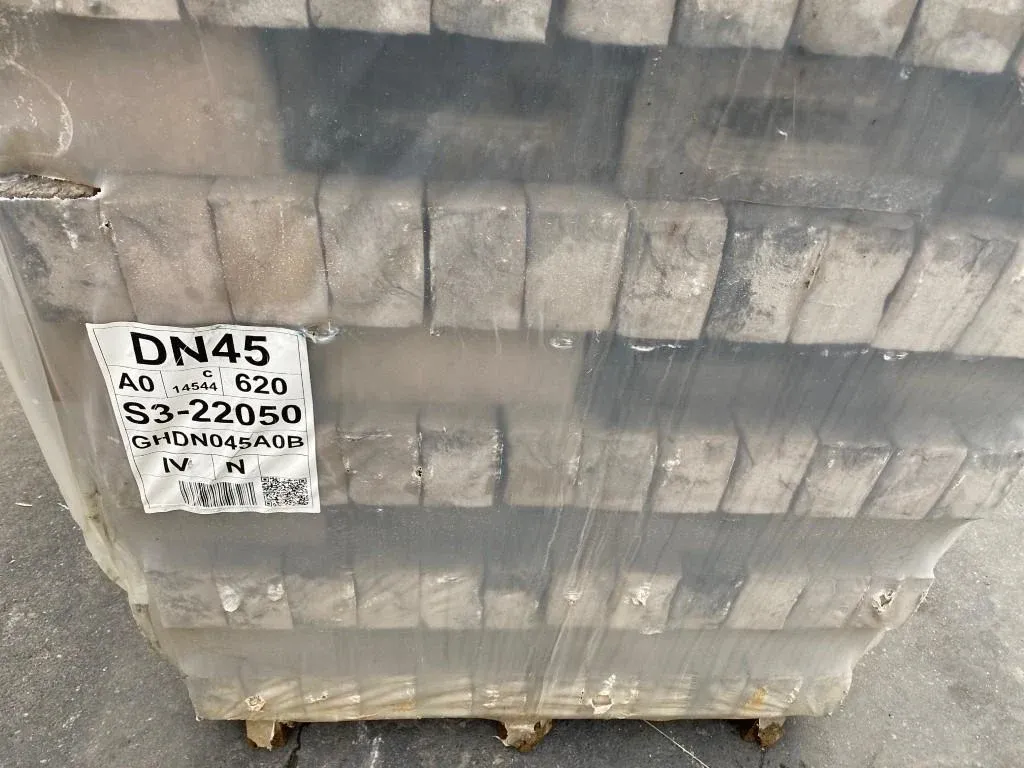 DN45
A0 C 14544 620
S3-22050
GHDN045A0B
IV N